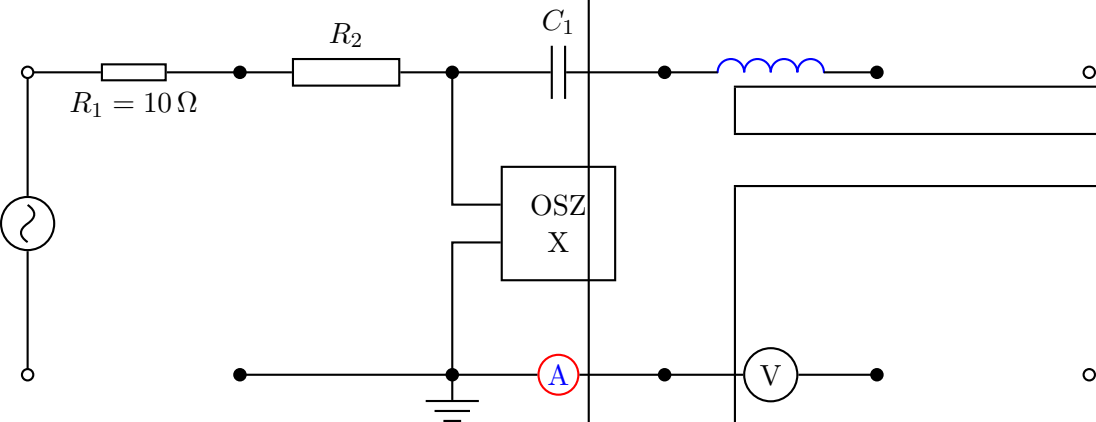 C₁
R₂
R₁ = 10 Ω
OSZ
X
A
V